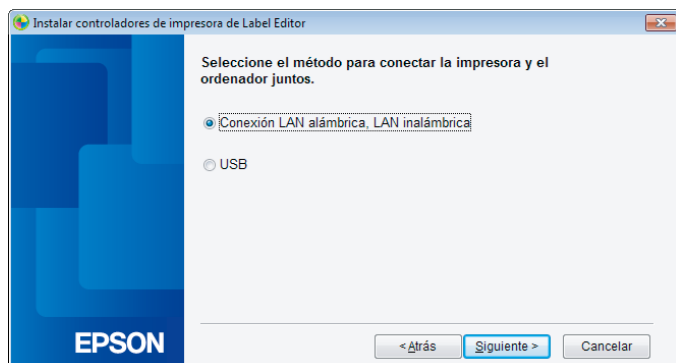 Instalar controladores de impresora de Label Editor
Seleccione el método para conectar la impresora y el
ordenador juntos.
Conexión LAN alámbrica, LAN inalámbrica
USB
EPSON
< Atrás
Siguiente >
Cancelar